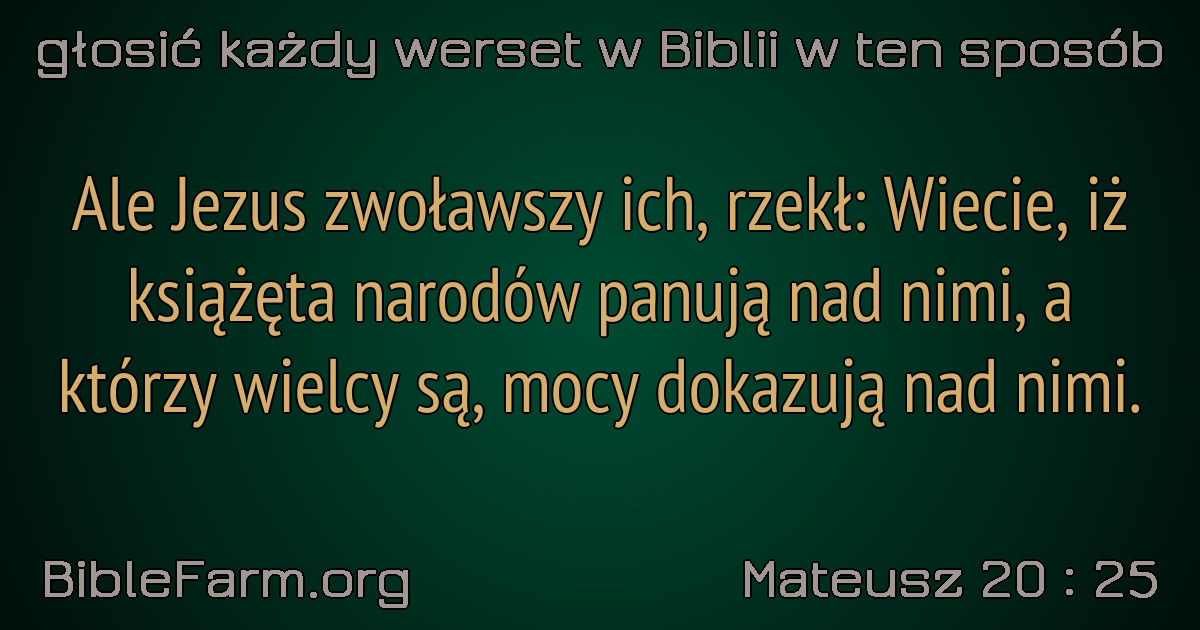 głosić każdy werset w Biblii w ten sposób
Ale Jezus zwoławszy ich, rzekł: Wiecie, iż
książęta narodów panują nad nimi, a
którzy wielcy są, mocy dokazują nad nimi.
BibleFarm.org
Mateusz 20 : 25